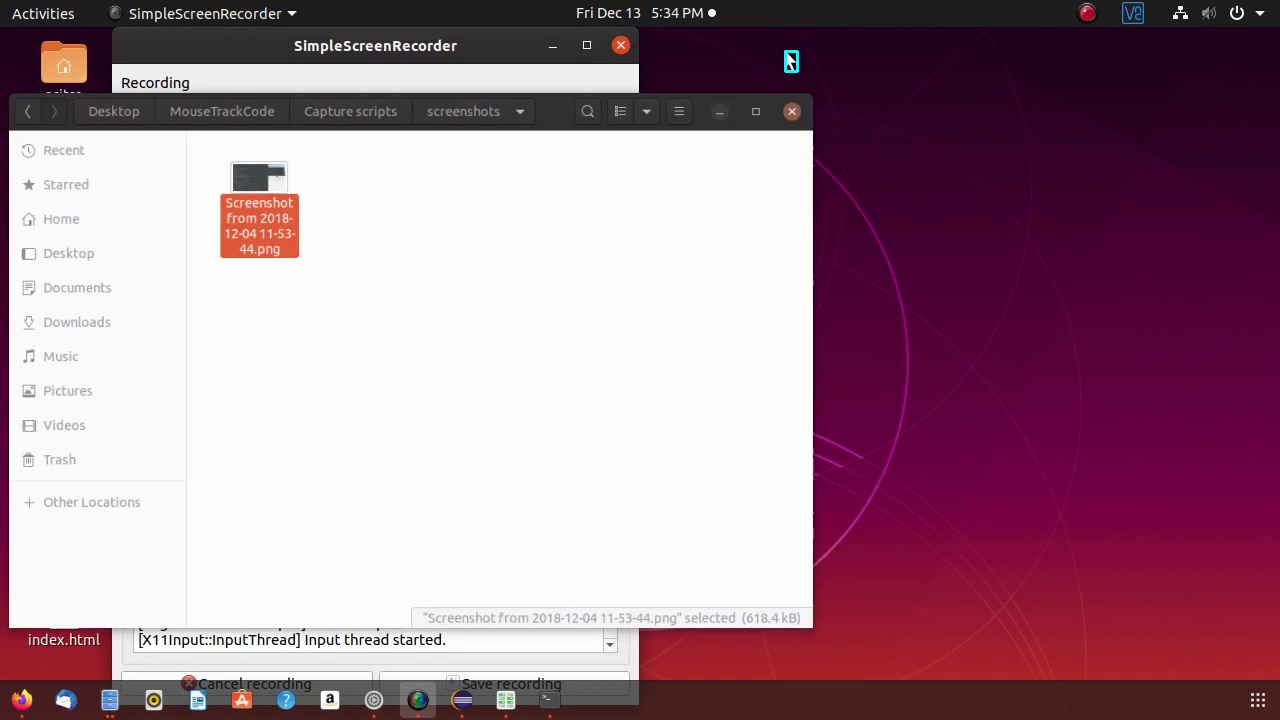 Activities
SimpleScreenRecorder
Fri Dec 13 5:34 PM
SimpleScreenRecorder
Recording
Desktop
MouseTrackCode
Capture scripts
screenshots
Recent
Starred
Home
Desktop
Documents
Downloads
Music
Pictures
Videos
Trash
Other Locations
Screenshot
from 2018-
12-04 11-53-
44.png
"Screenshot from 2018-12-04 11-53-44.png" selected (618.4 kB)
index.html
[X11Input::InputThread] Input thread started.
Cancel recording
Save recording